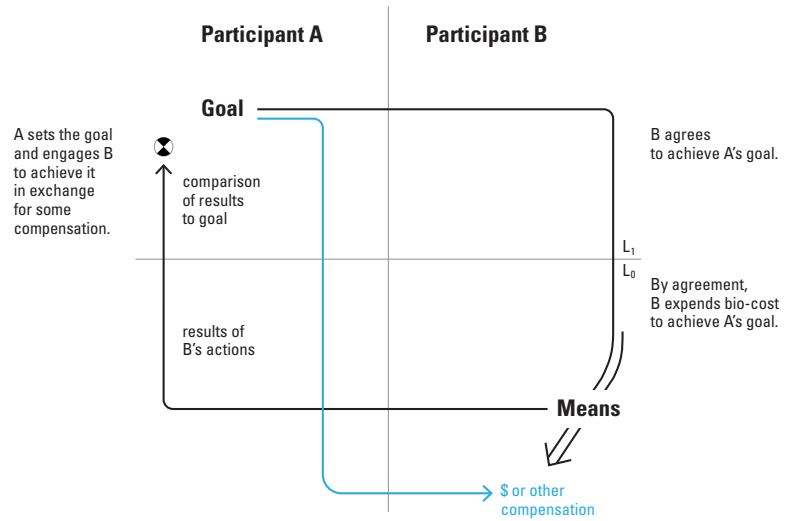 Participant A
Participant B
Goal
A sets the goal
and engages B
to achieve it
in exchange
for some
compensation.
comparison
of results
to goal
B agrees
to achieve A's goal.
L₁
L₀
By agreement,
B expends bio-cost
to achieve A's goal.
results of
B's actions
Means
$ or other
compensation